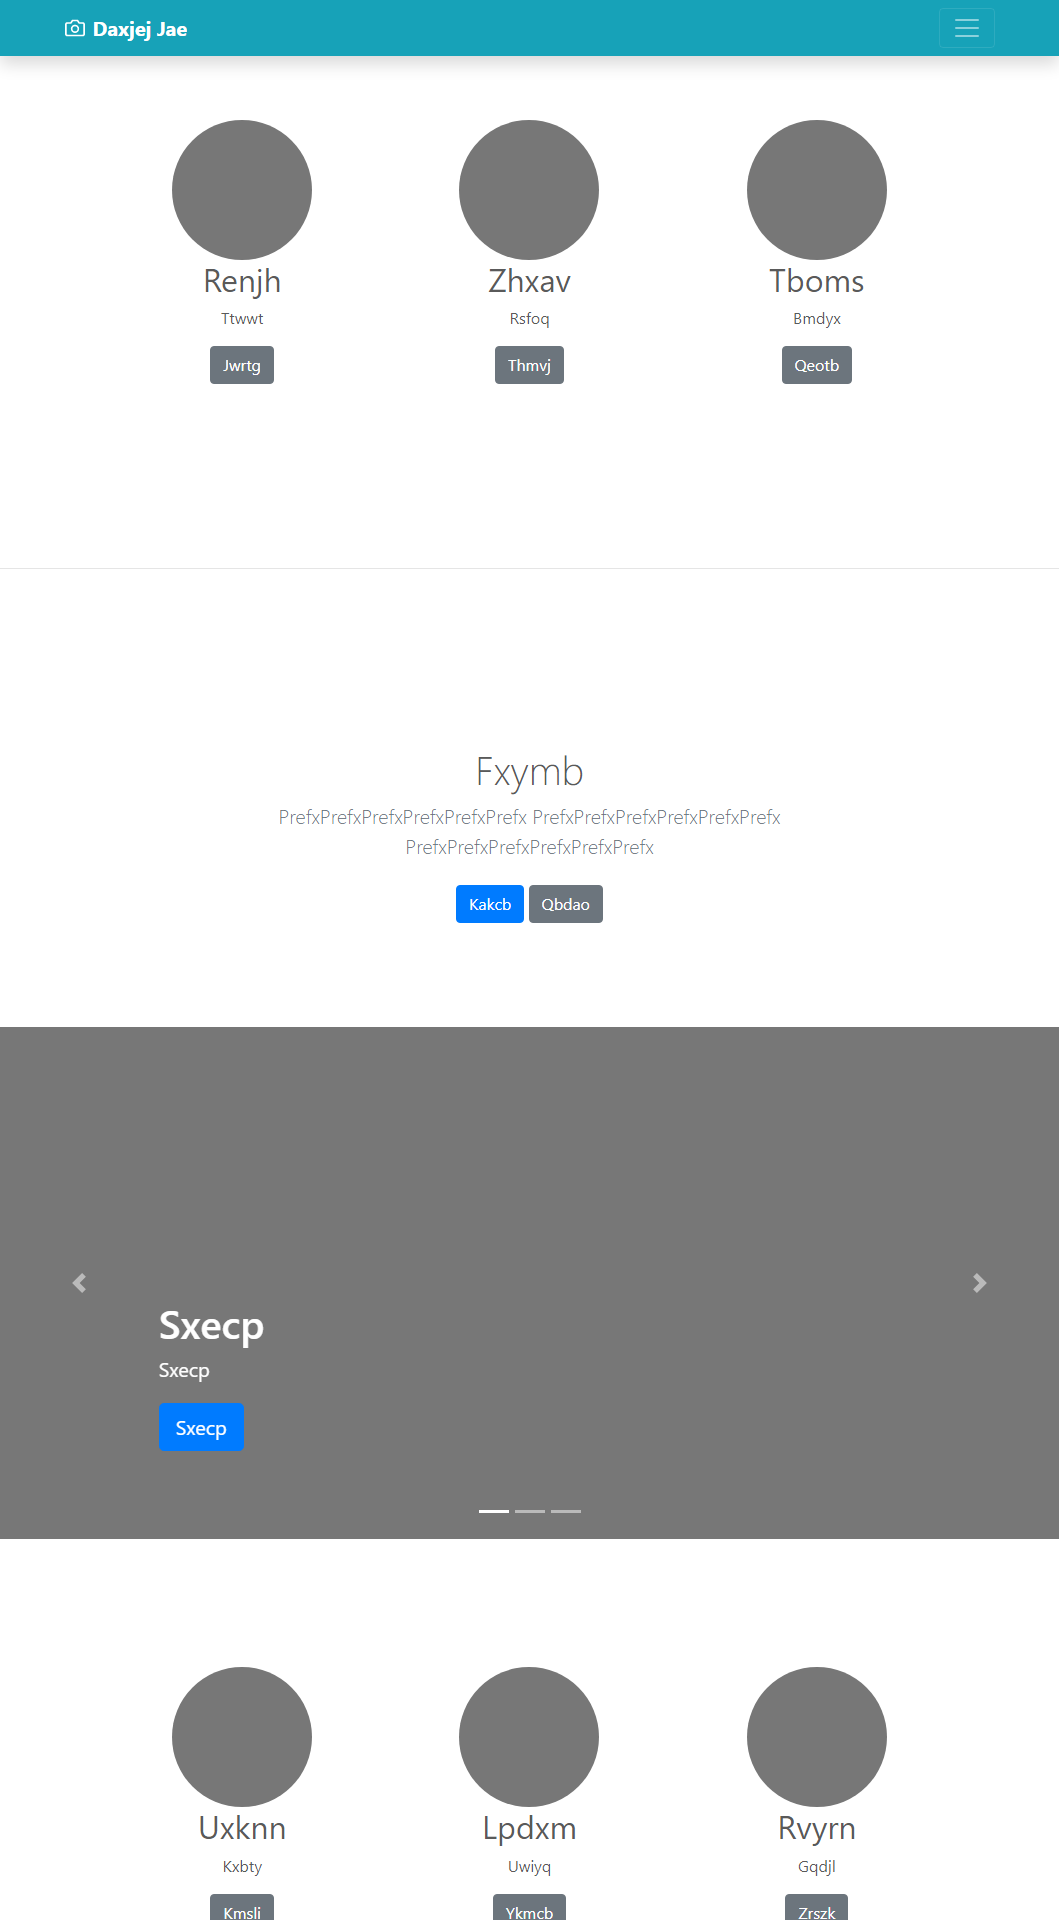 Daxjej Jae
Renjh Zhxav Tboms
Ttwwt Rsfoq Bmdyx
Jwrtg Thmvj Qeotb
Fxymb
PrefxPrefxPrefxPrefxPrefxPrefx PrefxPrefxPrefxPrefxPrefxPrefx
PrefxPrefxPrefxPrefxPrefxPrefx
Kakcb Qbdao
Sxecp
Sxecp
Sxecp
Uxknn Lpdxm Rvyrn
Kxbty Uwiyq Gqdjl
Kmsli Ykmcb Zrszk